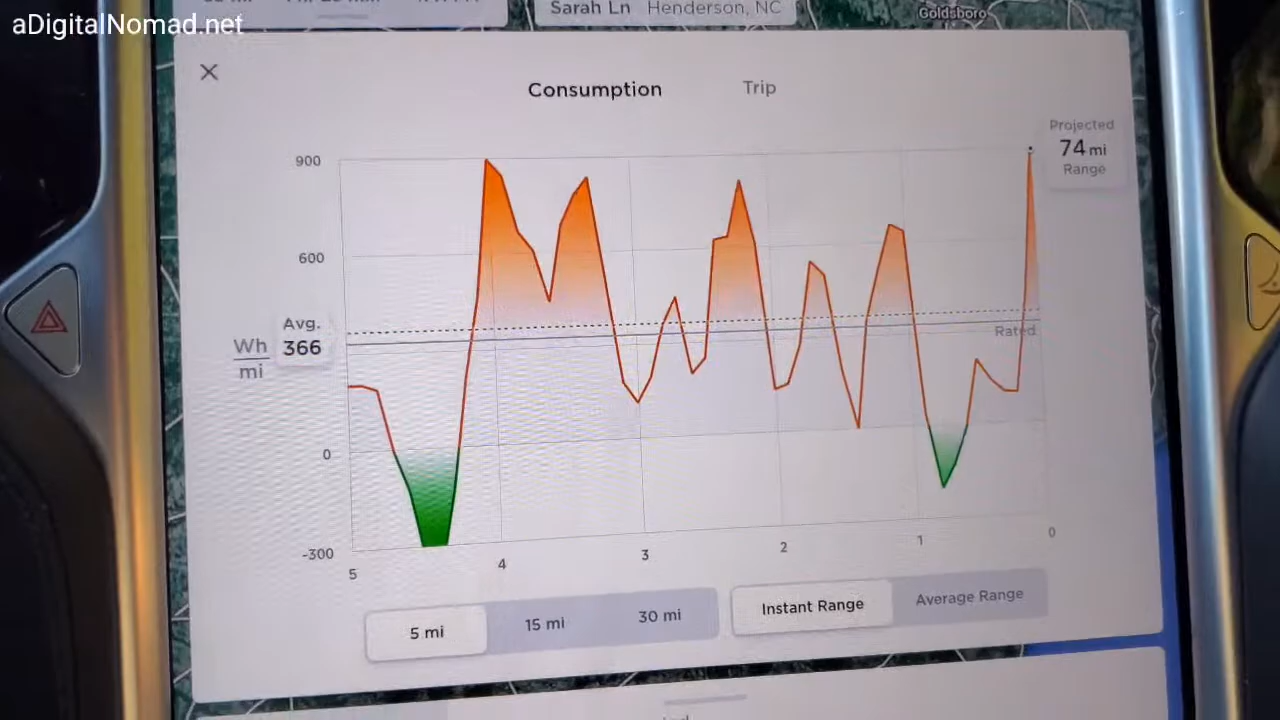 aDigitalNomad.net
Sarah Ln Henderson, NC
Goldsboro
Consumption
Trip
Projected
74 mi
Range
900
600
Avg.
366
Wh
mi
Rated
0
-300
5
4
3
2
1
0
5 mi
15 mi
30 mi
Instant Range
Average Range